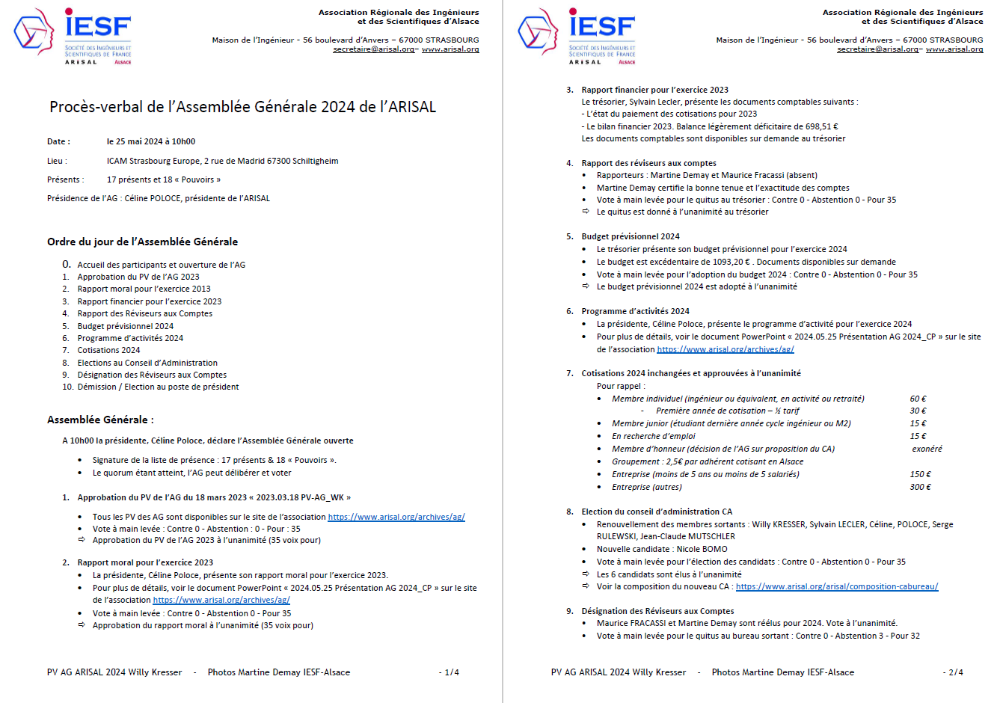 iESF
SOCIÉTÉ DES INGÉNIEURS ET
SCIENTIFIQUES DE FRANCE
ARiSAL ALSACE
Association Régionale des Ingénieurs
et des Scientifiques d’Alsace
Maison de l’Ingénieur - 56 boulevard d’Anvers – 67000 STRASBOURG
secretaire@arisal.org– www.arisal.org
Procès-verbal de l’Assemblée Générale 2024 de l’ARISAL
Date : le 25 mai 2024 à 10h00
Lieu : ICAM Strasbourg Europe, 2 rue de Madrid 67300 Schiltigheim
Présents : 17 présents et 18 « Pouvoirs »
Présidence de l’AG : Céline POLOCE, présidente de l’ARISAL
Ordre du jour de l’Assemblée Générale
0. Accueil des participants et ouverture de l’AG
1. Approbation du PV de l’AG 2023
2. Rapport moral pour l’exercice 2013
3. Rapport financier pour l’exercice 2023
4. Rapport des Réviseurs aux Comptes
5. Budget prévisionnel 2024
6. Programme d’activités 2024
7. Cotisations 2024
8. Elections au Conseil d’Administration
9. Désignation des Réviseurs aux Comptes
10. Démission / Election au poste de président
Assemblée Générale :
A 10h00 la présidente, Céline Poloce, déclare l’Assemblée Générale ouverte
• Signature de la liste de présence : 17 présents & 18 « Pouvoirs ».
• Le quorum étant atteint, l’AG peut délibérer et voter
1. Approbation du PV de l’AG du 18 mars 2023 « 2023.03.18 PV-AG_WK »
• Tous les PV des AG sont disponibles sur le site de l’association https://www.arisal.org/archives/ag/
• Vote à main levée : Contre 0 - Abstention : 0 - Pour : 35
⇨ Approbation du PV de l’AG 2023 à l’unanimité (35 voix pour)
2. Rapport moral pour l’exercice 2023
• La présidente, Céline Poloce, présente son rapport moral pour l’exercice 2023.
• Pour plus de détails, voir le document PowerPoint « 2024.05.25 Présentation AG 2024_CP » sur le site
de l’association https://www.arisal.org/archives/ag/
• Vote à main levée : Contre 0 - Abstention 0 - Pour 35
⇨ Approbation du rapport moral à l’unanimité (35 voix pour)
PV AG ARISAL 2024 Willy Kresser - Photos Martine Demay IESF-Alsace - 1/4
iESF
SOCIÉTÉ DES INGÉNIEURS ET
SCIENTIFIQUES DE FRANCE
ARiSAL ALSACE
Association Régionale des Ingénieurs
et des Scientifiques d’Alsace
Maison de l’Ingénieur - 56 boulevard d’Anvers – 67000 STRASBOURG
secretaire@arisal.org– www.arisal.org
3. Rapport financier pour l’exercice 2023
Le trésorier, Sylvain Lecler, présente les documents comptables suivants :
- L’état du paiement des cotisations pour 2023
- Le bilan financier 2023. Balance légèrement déficitaire de 698,51 €
Les documents comptables sont disponibles sur demande au trésorier
4. Rapport des réviseurs aux comptes
• Rapporteurs : Martine Demay et Maurice Fracassi (absent)
• Martine Demay certifie la bonne tenue et l’exactitude des comptes
• Vote à main levée pour le quitus au trésorier : Contre 0 - Abstention 0 - Pour 35
⇨ Le quitus est donné à l’unanimité au trésorier
5. Budget prévisionnel 2024
• Le trésorier présente son budget prévisionnel pour l’exercice 2024
• Le budget est excédentaire de 1093,20 € . Documents disponibles sur demande
• Vote à main levée pour l’adoption du budget 2024 : Contre 0 - Abstention 0 - Pour 35
⇨ Le budget prévisionnel 2024 est adopté à l’unanimité
6. Programme d’activités 2024
• La présidente, Céline Poloce, présente le programme d’activité pour l’exercice 2024
• Pour plus de détails, voir le document PowerPoint « 2024.05.25 Présentation AG 2024_CP » sur le site
de l’association https://www.arisal.org/archives/ag/
7. Cotisations 2024 inchangées et approuvées à l’unanimité
Pour rappel :
• Membre individuel (ingénieur ou équivalent, en activité ou retraité) 60 €
- Première année de cotisation – ½ tarif 30 €
• Membre junior (étudiant dernière année cycle ingénieur ou M2) 15 €
• En recherche d’emploi 15 €
• Membre d’honneur (décision de l’AG sur proposition du CA) exonéré
• Groupement : 2,5€ par adhérent cotisant en Alsace
• Entreprise (moins de 5 ans ou moins de 5 salariés) 150 €
• Entreprise (autres) 300 €
8. Election du conseil d’administration CA
• Renouvellement des membres sortants : Willy KRESSER, Sylvain LECLER, Céline, POLOCE, Serge
RULEWSKI, Jean-Claude MUTSCHLER
• Nouvelle candidate : Nicole BOMO
• Vote à main levée pour l’élection des candidats : Contre 0 - Abstention 0 - Pour 35
⇨ Les 6 candidats sont élus à l’unanimité
⇨ Voir la composition du nouveau CA : https://www.arisal.org/arisal/composition-cabureau/
9. Désignation des Réviseurs aux Comptes
• Maurice FRACASSI et Martine Demay sont réélus pour 2024. Vote à l’unanimité.
• Vote à main levée pour le quitus au bureau sortant : Contre 0 - Abstention 3 - Pour 32
PV AG ARISAL 2024 Willy Kresser - Photos Martine Demay IESF-Alsace - 2/4